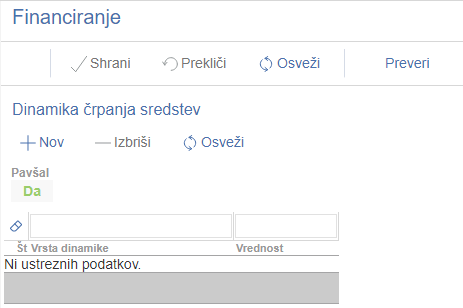 Financiranje
Shrani Prekliči Osveži Preveri
Dinamika črpanja sredstev
Nov Izbriši Osveži
Pavšal
Da
Št Vrsta dinamike Vrednost
Ni ustreznih podatkov.